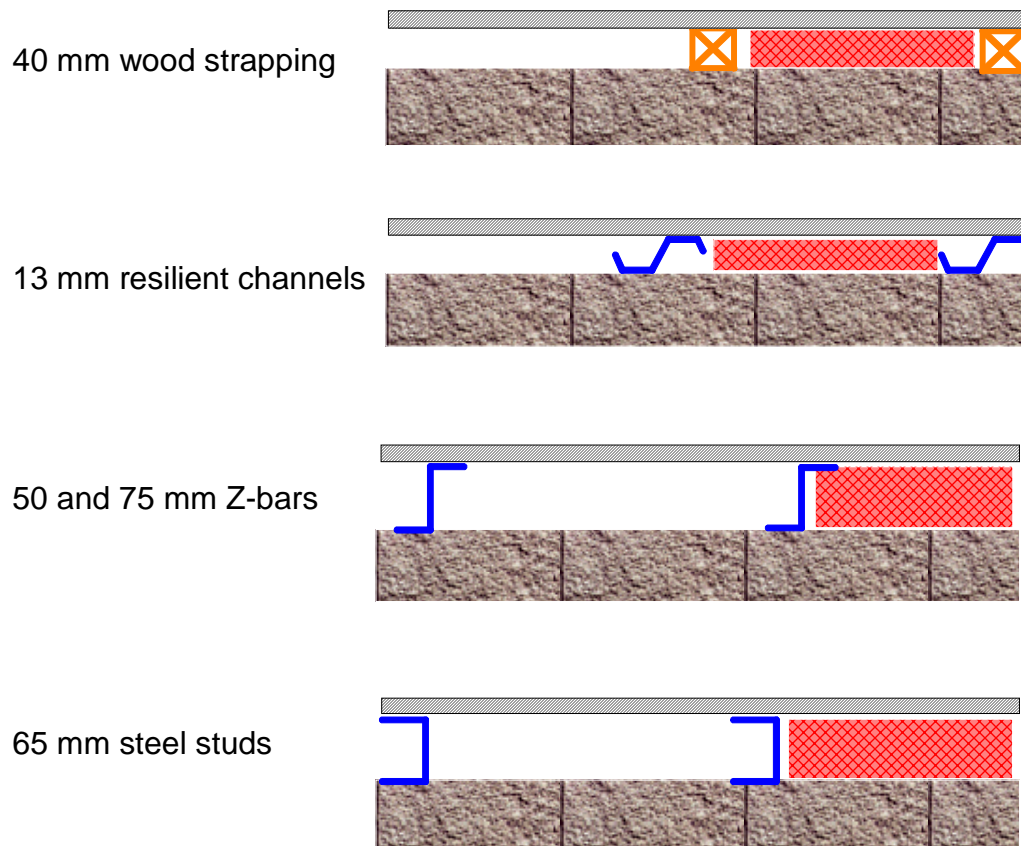 40 mm wood strapping
13 mm resilient channels
50 and 75 mm Z-bars
65 mm steel studs